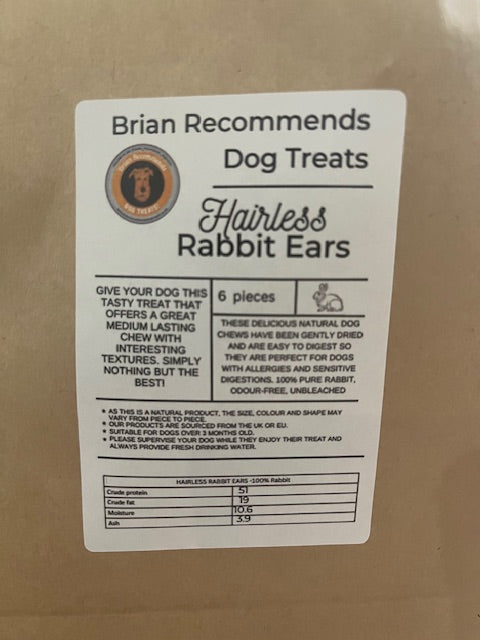 Brian Recommends
Dog Treats
Brian Recommends
DOG TREATS
Hairless
Rabbit Ears
GIVE YOUR DOG THIS
TASTY TREAT THAT
OFFERS A GREAT
MEDIUM LASTING
CHEW WITH
INTERESTING
TEXTURES. SIMPLY
NOTHING BUT THE
BEST!
6 pieces
THESE DELICIOUS NATURAL DOG
CHEWS HAVE BEEN GENTLY DRIED
AND ARE EASY TO DIGEST SO
THEY ARE PERFECT FOR DOGS
WITH ALLERGIES AND SENSITIVE
DIGESTIONS. 100% PURE RABBIT,
ODOUR-FREE, UNBLEACHED
* AS THIS IS A NATURAL PRODUCT, THE SIZE, COLOUR AND SHAPE MAY
VARY FROM PIECE TO PIECE.
* OUR PRODUCTS ARE SOURCED FROM THE UK OR EU.
* SUITABLE FOR DOGS OVER 3 MONTHS OLD.
* PLEASE SUPERVISE YOUR DOG WHILE THEY ENJOY THEIR TREAT AND
ALWAYS PROVIDE FRESH DRINKING WATER.
HAIRLESS RABBIT EARS -100% Rabbit
Crude protein 51
Crude fat 19
Moisture 10.6
Ash 3.9